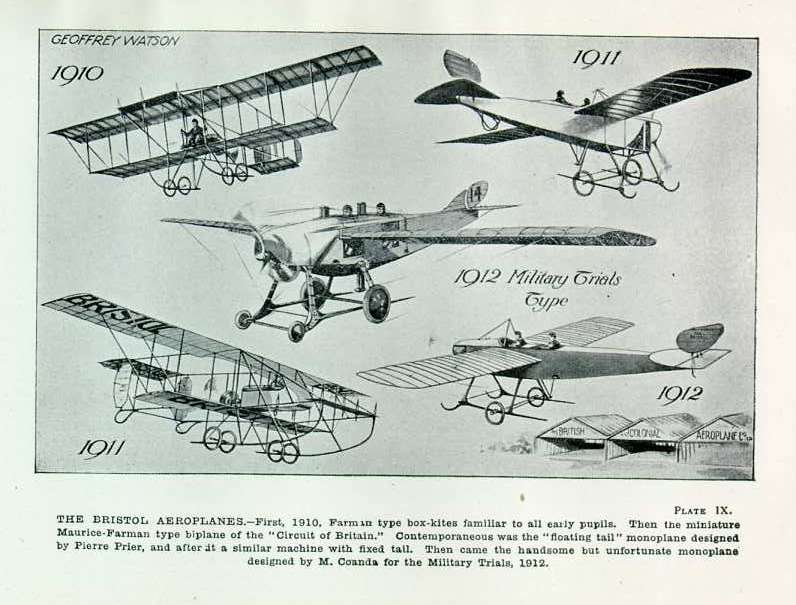 GEOFFREY WATSON
1910
1911
14
1912 Military Trials
Type
BRISTOL
1911
1912
BRITISH
COLONIAL
AEROPLANE Co LTD
PLATE IX.
THE BRISTOL AEROPLANES.—First, 1910, Farman type box-kites familiar to all early pupils. Then the miniature
Maurice-Farman type biplane of the "Circuit of Britain." Contemporaneous was the "floating tail" monoplane designed
by Pierre Prier, and after it a similar machine with fixed tail. Then came the handsome but unfortunate monoplane
designed by M. Coanda for the Military Trials, 1912.